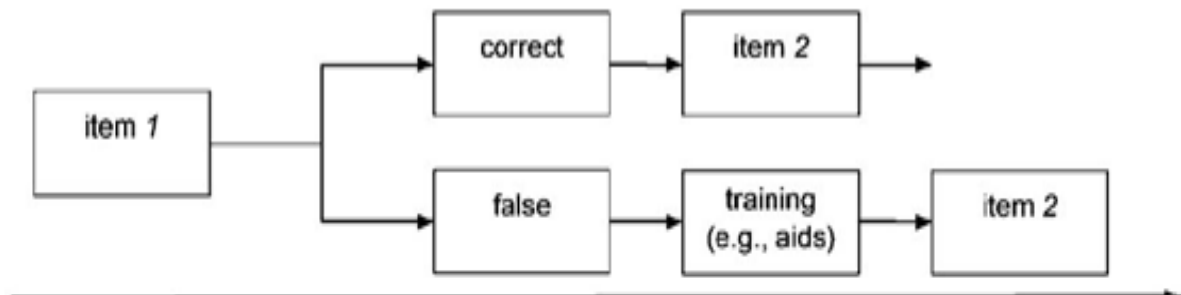 item 1
correct
item 2
false
training
(e.g., aids)
item 2